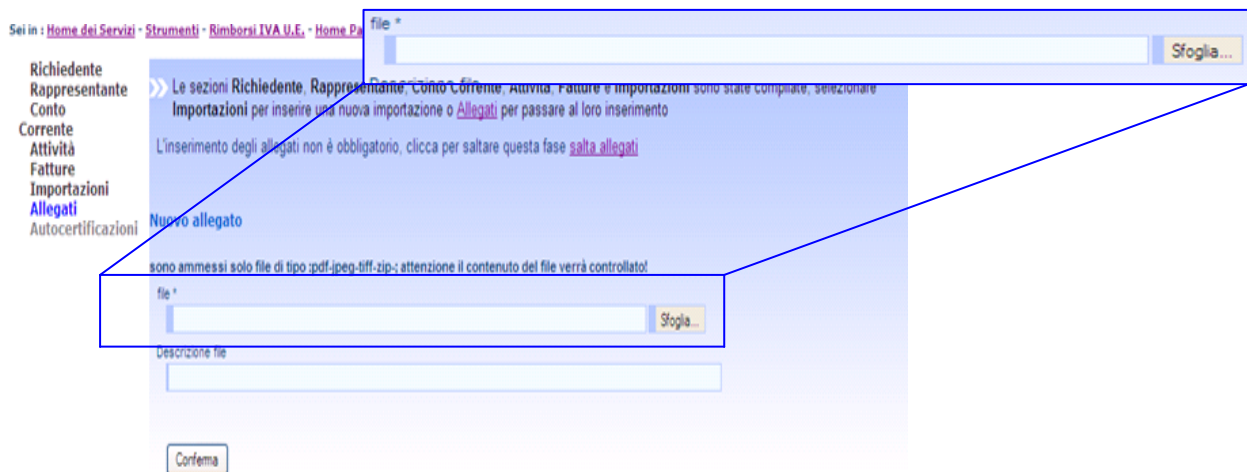 Sei in : Home dei Servizi - Strumenti - Rimborsi IVA U.E. - Home Pa
file *
Sfoglia...
Richiedente
Rappresentante
Conto
Corrente
Attività
Fatture
Importazioni
Allegati
Autocertificazioni
Le sezioni Richiedente, Rappresentante, Conto Corrente, Attività, Fatture e Importazioni sono state compilate, selezionare
Importazioni per inserire una nuova importazione o Allegati per passare al loro inserimento
L'inserimento degli allegati non è obbligatorio, clicca per saltare questa fase salta allegati
Nuovo allegato
sono ammessi solo file di tipo :pdf-jpeg-tiff-zip-; attenzione il contenuto del file verrà controllato!
file *
Sfoglia...
Descrizione file
Conferma